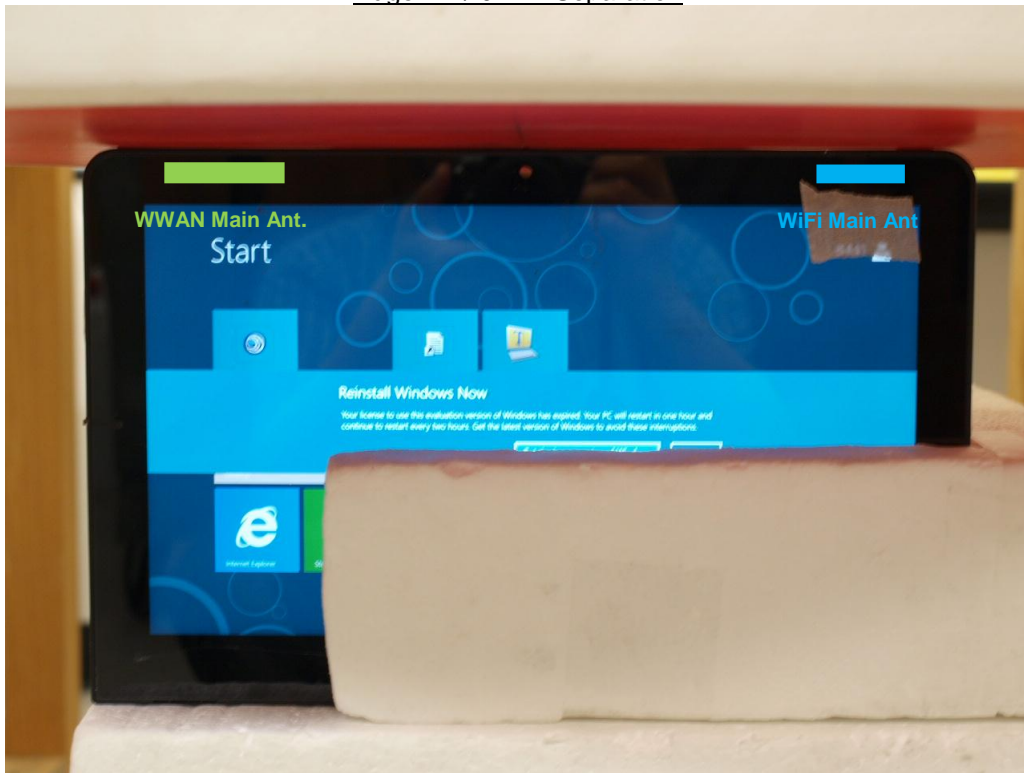 WWAN Main Ant.
WiFi Main Ant
Start
Reinstall Windows Now
Your license to use this evaluation version of Windows has expired. Your PC will restart in one hour and
continue to restart every two hours. Get the latest version of Windows to avoid these interruptions.
Internet Explorer